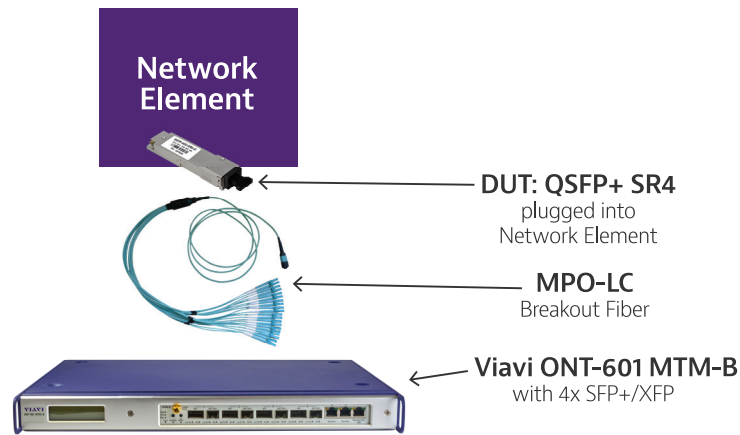 Network
Element
DUT: QSFP+ SR4
plugged into
Network Element
MPO-LC
Breakout Fiber
Viavi ONT-601 MTM-B
with 4x SFP+/XFP
VIAVI